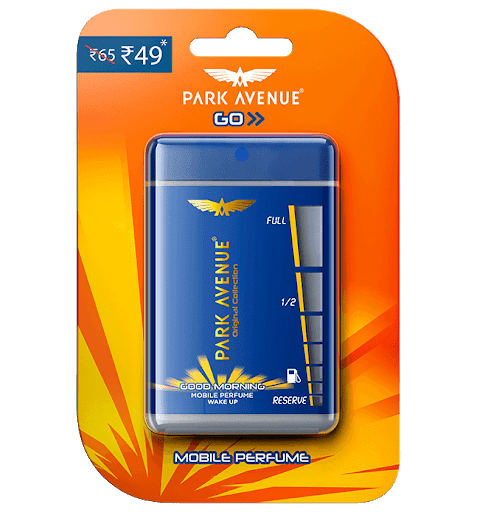 ₹65 ₹49*
PARK AVENUE®
GO>>
FULL
1/2
RESERVE
PARK AVENUE®
Original Collection
GOOD MORNING
MOBILE PERFUME
WAKE UP
MOBILE PERFUME